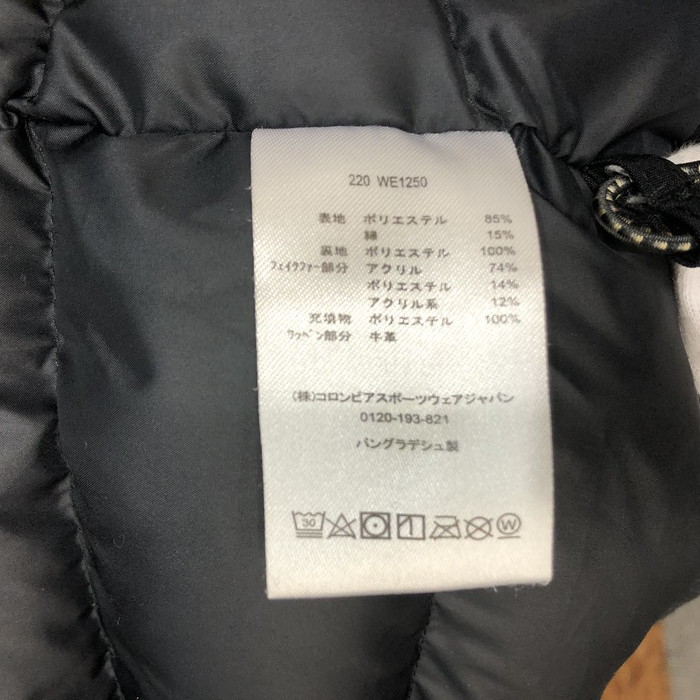 220 WE1250
表地 ポリエステル 85%
綿 15%
裏地 ポリエステル 100%
フェイクファー部分 アクリル 74%
ポリエステル 14%
アクリル系 12%
充填物 ポリエステル 100%
ワッペン部分 牛革
(株)コロンビアスポーツウェアジャパン
0120-193-821
バングラデシュ製
30 W